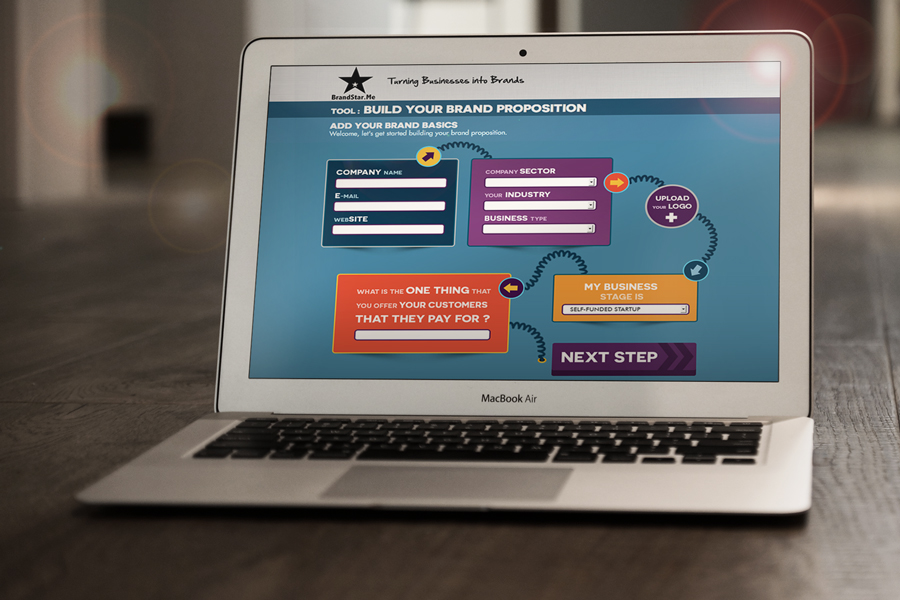 BrandStar.Me
Turning Businesses into Brands
TOOL : BUILD YOUR BRAND PROPOSITION
ADD YOUR BRAND BASICS
Welcome, let's get started building your brand proposition.
COMPANY NAME
E-MAIL
WEBSITE
COMPANY SECTOR
YOUR INDUSTRY
BUSINESS TYPE
UPLOAD
YOUR LOGO
WHAT IS THE ONE THING THAT
YOU OFFER YOUR CUSTOMERS
THAT THEY PAY FOR ?
MY BUSINESS
STAGE IS
SELF-FUNDED STARTUP
NEXT STEP
MacBook Air